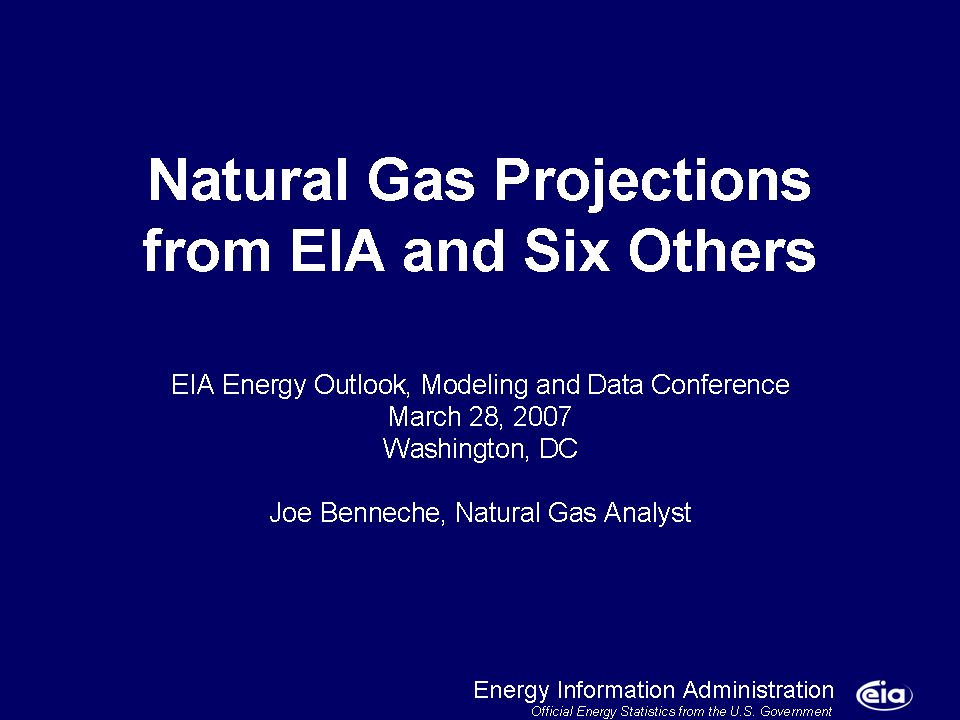 Natural Gas Projections
from EIA and Six Others
EIA Energy Outlook, Modeling and Data Conference
March 28, 2007
Washington, DC
Joe Benneche, Natural Gas Analyst
Energy Information Administration
Official Energy Statistics from the U.S. Government
eia